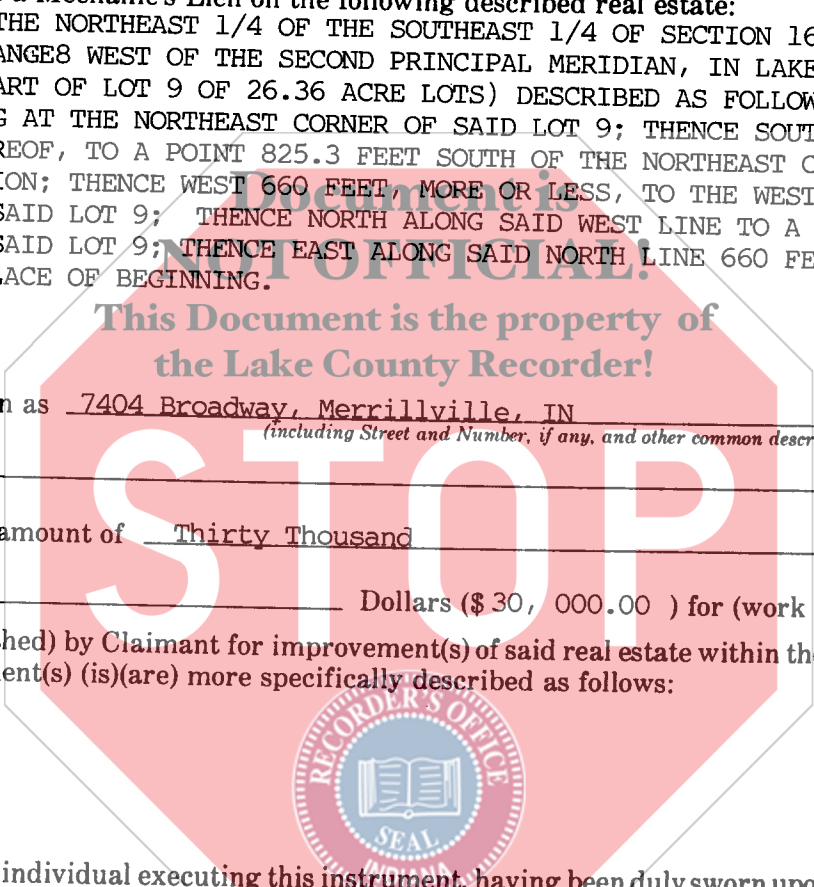 a Mechanic's Lien on the following described real estate:
THE NORTHEAST 1/4 OF THE SOUTHEAST 1/4 OF SECTION 16
ANGE8 WEST OF THE SECOND PRINCIPAL MERIDIAN, IN LAKE
ART OF LOT 9 OF 26.36 ACRE LOTS) DESCRIBED AS FOLLOW
G AT THE NORTHEAST CORNER OF SAID LOT 9; THENCE SOUT
REOF, TO A POINT 825.3 FEET SOUTH OF THE NORTHEAST C
ION; THENCE WEST 660 FEET, MORE OR LESS, TO THE WEST
Document is
SAID LOT 9; THENCE NORTH ALONG SAID WEST LINE TO A
SAID LOT 9; THENCE EAST ALONG SAID NORTH LINE 660 FE
NOT OFFICIAL!
LACE OF BEGINNING.
This Document is the property of
the Lake County Recorder!
n as 7404 Broadway, Merrillville, IN
(including Street and Number, if any, and other common descr
STOP
amount of Thirty Thousand
Dollars ($ 30, 000.00 ) for (work
hed) by Claimant for improvement(s) of said real estate within the
ent(s) (is)(are) more specifically described as follows:
RECORDER'S OFFICE
SEAL
INDIANA
individual executing this instrument, having been duly sworn upo